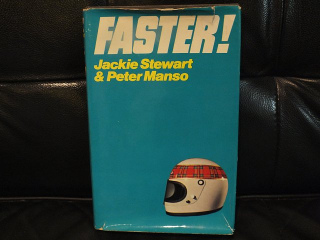 FASTER!
Jackie Stewart
& Peter Manso